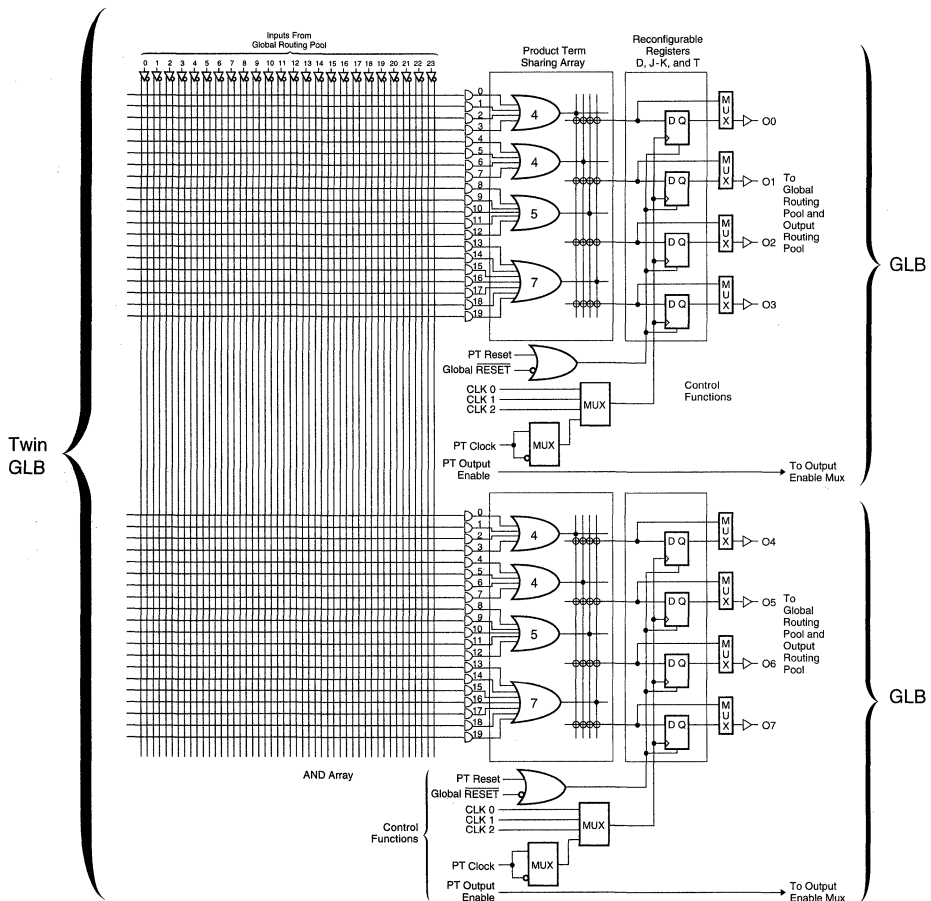 Inputs From
Global Routing Pool
0 1 2 3 4 5 6 7 8 9 10 11 12 13 14 15 16 17 18 19 20 21 22 23
Product Term
Sharing Array
Reconfigurable
Registers
D, J-K, and T
0
1
2
3
4
5
6
7
8
9
10
11
12
13
14
15
16
17
18
19
4
4
5
7
D Q
D Q
D Q
D Q
MUX
MUX
MUX
MUX
O0
O1
O2
O3
To
Global
Routing
Pool and
Output
Routing
Pool
GLB
PT Reset
Global RESET
CLK 0
CLK 1
CLK 2
MUX
Control
Functions
PT Clock
MUX
PT Output
Enable
To Output
Enable Mux
Twin
GLB
0
1
2
3
4
5
6
7
8
9
10
11
12
13
14
15
16
17
18
19
4
4
5
7
D Q
D Q
D Q
D Q
MUX
MUX
MUX
MUX
O4
O5
O6
O7
To
Global
Routing
Pool and
Output
Routing
Pool
GLB
AND Array
Control
Functions
PT Reset
Global RESET
CLK 0
CLK 1
CLK 2
MUX
PT Clock
MUX
PT Output
Enable
To Output
Enable Mux